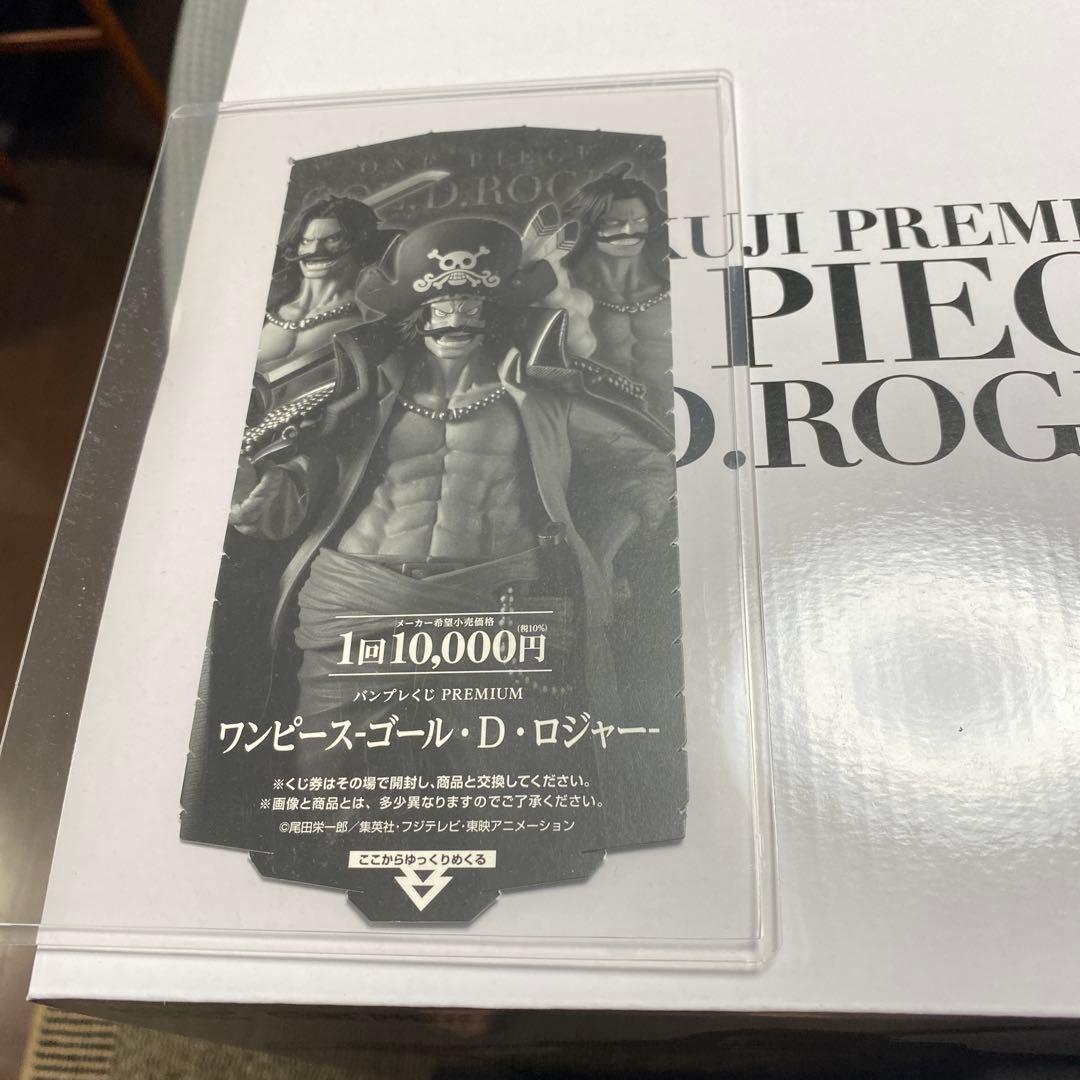 ONE PIECE
D.ROG
KUJI PREMI
PIEC
D.ROG
メーカー希望小売価格
(税10%)
1回10,000円
バンプレくじ PREMIUM
ワンピース-ゴール・D・ロジャー-
※くじ券はその場で開封し、商品と交換してください。
※画像と商品とは、多少異なりますのでご了承ください。
©尾田栄一郎/集英社・フジテレビ・東映アニメーション
ここからゆっくりめくる